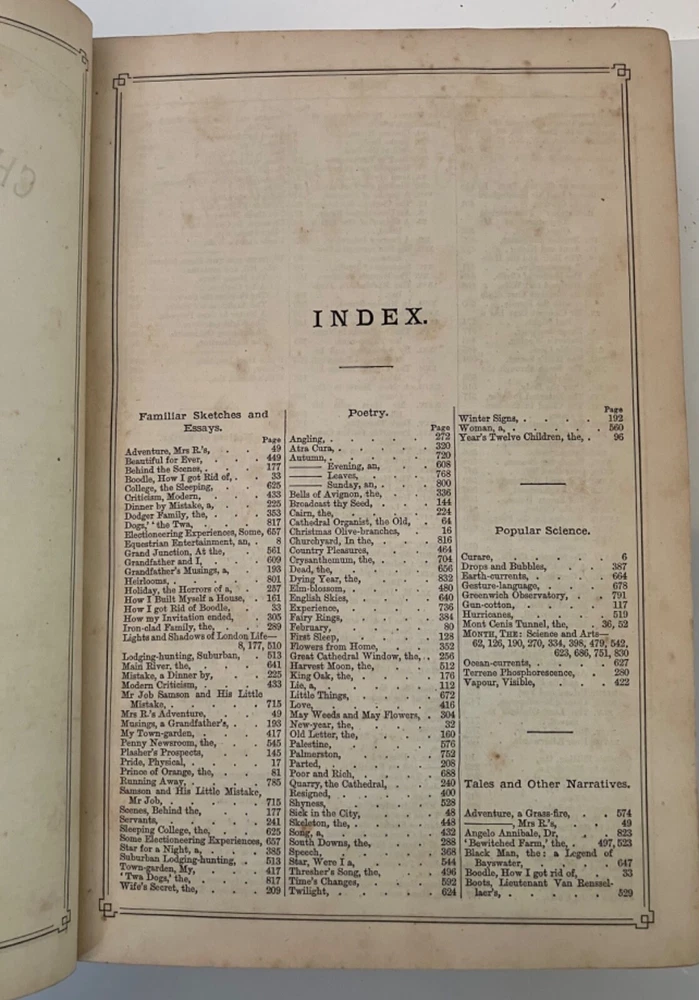 INDEX.
Familiar Sketches and
Essays.
Page
Adventure, Mrs R.'s, . . . 49
Beautiful for Ever, . . . 449
Behind the Scenes, . . . 177
Boodle, How I got Rid of, . . 33
College, the Sleeping, . . . 625
Criticism, Modern, . . . 433
Dinner by Mistake, a, . . . 225
Dodger Family, the, . . . 353
Dogs,' 'the Twa, . . . 817
Electioneering Experiences, Some, 657
Equestrian Entertainment, an, . 8
Grand Junction, At the, . . 561
Grandfather and I, . . . 609
Grandfather's Musings, a, . . 193
Heirlooms, . . . . 801
Holiday, the Horrors of a, . . 257
How I Built Myself a House, . 161
How I got Rid of Boodle, . . 33
How my Invitation ended, . . 305
Iron-clad Family, the, . . . 289
Lights and Shadows of London Life—
8, 177, 510
Lodging-hunting, Suburban, . 513
Main River, the, . . . 641
Mistake, a Dinner by, . . . 225
Modern Criticism, . . . 433
Mr Job Samson and His Little
Mistake, . . . . 715
Mrs R.'s Adventure, . . . 49
Musings, a Grandfather's, . . 193
My Town-garden, . . . 417
Penny Newsroom, the, . . . 545
Plasher's Prospects, . . . 145
Pride, Physical, . . . 17
Prince of Orange, the, . . . 81
Running Away, . . . . 785
Samson and His Little Mistake,
Mr Job, . . . . 715
Scenes, Behind the, . . . 177
Servants, . . . . 241
Sleeping College, the, . . . 625
Some Electioneering Experiences, 657
Star for a Night, a, . . . 385
Suburban Lodging-hunting, . 513
Town-garden, My, . . . 417
'Twa Dogs,' the, . . . 817
Wife's Secret, the, . . . 209
Poetry.
Page
Angling, . . . . . 272
Atra Cura, . . . . . 320
Autumn, . . . . . 720
—— Evening, an, . . . 608
—— Leaves, . . . . 768
—— Sunday, an, . . . 800
Bells of Avignon, the, . . . 336
Broadcast thy Seed, . . . 144
Cairn, the, . . . . 224
Cathedral Organist, the Old, . 64
Christmas Olive-branches, . . 16
Churchyard, In the, . . . 816
Country Pleasures, . . . 464
Crysanthemum, the, . . . 704
Dead, the, . . . . 656
Dying Year, the, . . . 832
Elm-blossom, . . . . 480
English Skies, . . . . 640
Experience, . . . . 736
Fairy Rings, . . . . 384
February, . . . . 80
First Sleep, . . . . 128
Flowers from Home, . . . 352
Great Cathedral Window, the, . . 256
Harvest Moon, the, . . . 512
King Oak, the, . . . . 176
Lie, a, . . . . . 112
Little Things, . . . . 672
Love, . . . . . 416
May Weeds and May Flowers, . 304
New-year, the, . . . . 32
Old Letter, the, . . . 160
Palestine, . . . . 576
Palmerston, . . . . 752
Parted, . . . . . 208
Poor and Rich, . . . . 688
Quarry, the Cathedral, . . . 240
Resigned, . . . . 400
Shyness, . . . . . 528
Sick in the City, . . . 48
Skeleton, the, . . . . 448
Song, a, . . . . . 432
South Downs, the, . . . 288
Speech, . . . . . 368
Star, Were I a, . . . . 544
Thresher's Song, the, . . . 496
Time's Changes, . . . . 592
Twilight, . . . . . 624
Page
Winter Signs, . . . . 192
Woman, a, . . . . 560
Year's Twelve Children, the, . 96
Popular Science.
Curare, . . . . . 6
Drops and Bubbles, . . . 387
Earth-currents, . . . . 664
Gesture-language, . . . 678
Greenwich Observatory, . . 791
Gun-cotton, . . . . 117
Hurricanes, . . . . 519
Mont Cenis Tunnel, the, . . 36, 52
MONTH, THE: Science and Arts—
62, 126, 190, 270, 334, 398, 479, 542,
623, 686, 751, 830
Ocean-currents, . . . . 627
Terrene Phosphorescence, . . 280
Vapour, Visible, . . . 422
Tales and Other Narratives.
Adventure, a Grass-fire, . . 574
——, Mrs R.'s, . . 49
Angelo Annibale, Dr, . . . 823
'Bewitched Farm,' the, . . 497, 523
Black Man, the: a Legend of
Bayswater, . . . . 647
Boodle, How I got rid of, . . 33
Boots, Lieutenant Van Renssel-
laer's, . . . . 529